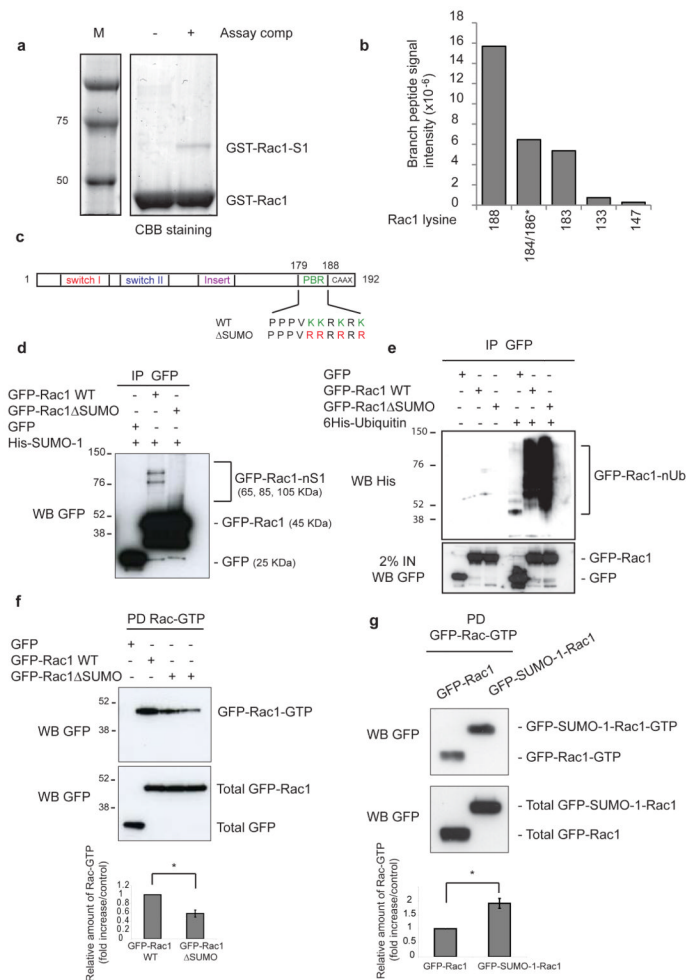 a
M
-
+
Assay comp
75
50
GST-Rac1-S1
GST-Rac1
CBB staining
b
Branch peptide signal
intensity (x10⁻⁶)
16
14
12
10
8
6
4
2
0
Rac1 lysine
188
184/186*
183
133
147
c
179 188
1 switch I switch II Insert PBR CAAX 192
WT P P P V K K R K R K
ΔSUMO P P P V R R R R R R
d
IP GFP
GFP-Rac1 WT - + -
GFP-Rac1ΔSUMO - - +
GFP + - -
His-SUMO-1 + + +
150
76
52
38
WB GFP
GFP-Rac1-nS1
(65, 85, 105 KDa)
- GFP-Rac1 (45 KDa)
- GFP (25 KDa)
e
IP GFP
GFP + - - + - -
GFP-Rac1 WT - + - - + -
GFP-Rac1ΔSUMO - - + - - +
6His-Ubiquitin - - - + + +
150
76
52
38
WB His
GFP-Rac1-nUb
2% IN
WB GFP
- GFP-Rac1
- GFP
f
PD Rac-GTP
GFP + - - -
GFP-Rac1 WT - + - -
GFP-Rac1ΔSUMO - - + +
52
38
WB GFP
GFP-Rac1-GTP
52
38
WB GFP
Total GFP-Rac1
Total GFP
Relative amount of Rac-GTP
(fold increase/control)
1.2
1
0.8
0.6
0.4
0.2
0
*
GFP-Rac1
WT
GFP-Rac1
ΔSUMO
g
PD
GFP-Rac-GTP
GFP-Rac1
GFP-SUMO-1-Rac1
WB GFP
- GFP-SUMO-1-Rac1-GTP
- GFP-Rac1-GTP
WB GFP
- Total GFP-SUMO-1-Rac1
- Total GFP-Rac1
Relative amount of Rac-GTP
(fold increase/control)
2
1.5
1
0.5
0
*
GFP-Rac1
GFP-SUMO-1-Rac1